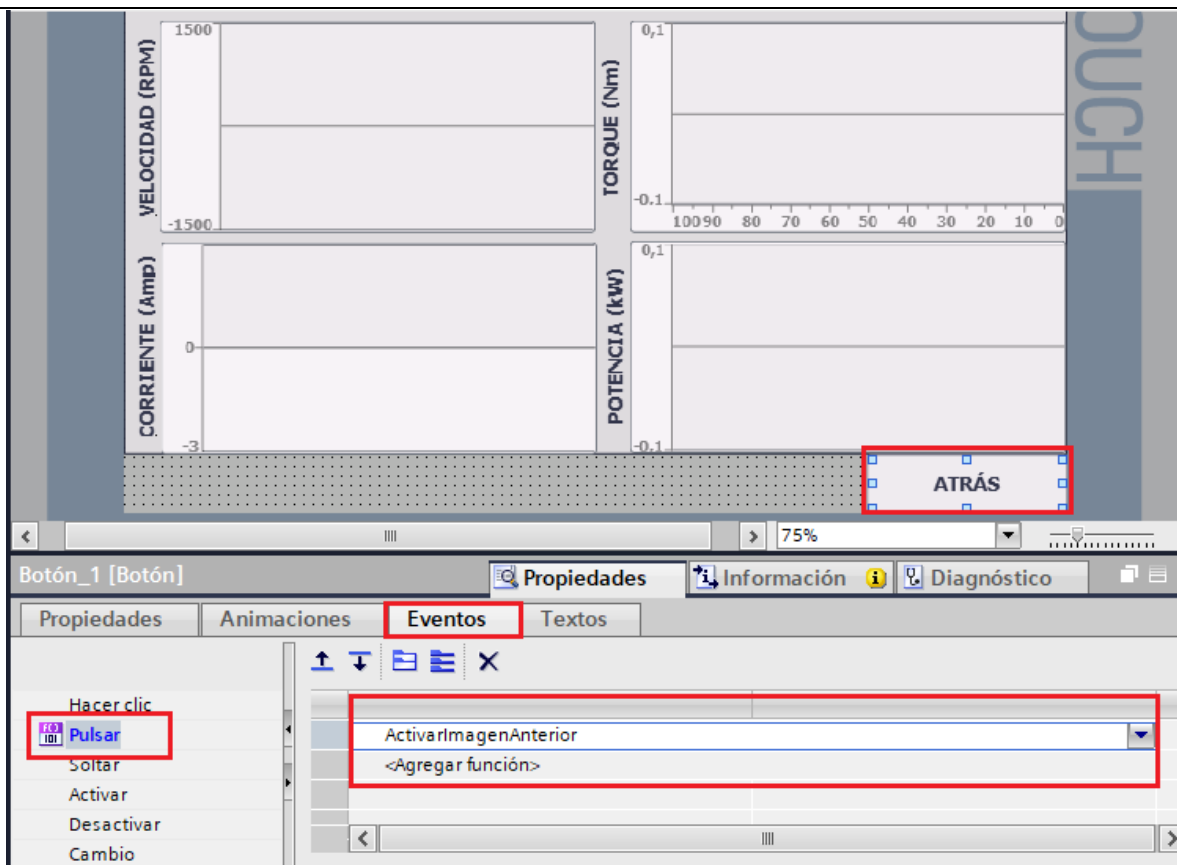 1500
VELOCIDAD (RPM)
-1500
0,1
TORQUE (Nm)
-0,1
100 90 80 70 60 50 40 30 20 10 0
OUCH
CORRIENTE (Amp)
0
-3
0,1
POTENCIA (kW)
-0,1
ATRÁS
75%
Botón_1 [Botón]
Propiedades
Información
Diagnóstico
Propiedades
Animaciones
Eventos
Textos
Hacer clic
Pulsar
Soltar
Activar
Desactivar
Cambio
ActivarImagenAnterior
<Agregar función>